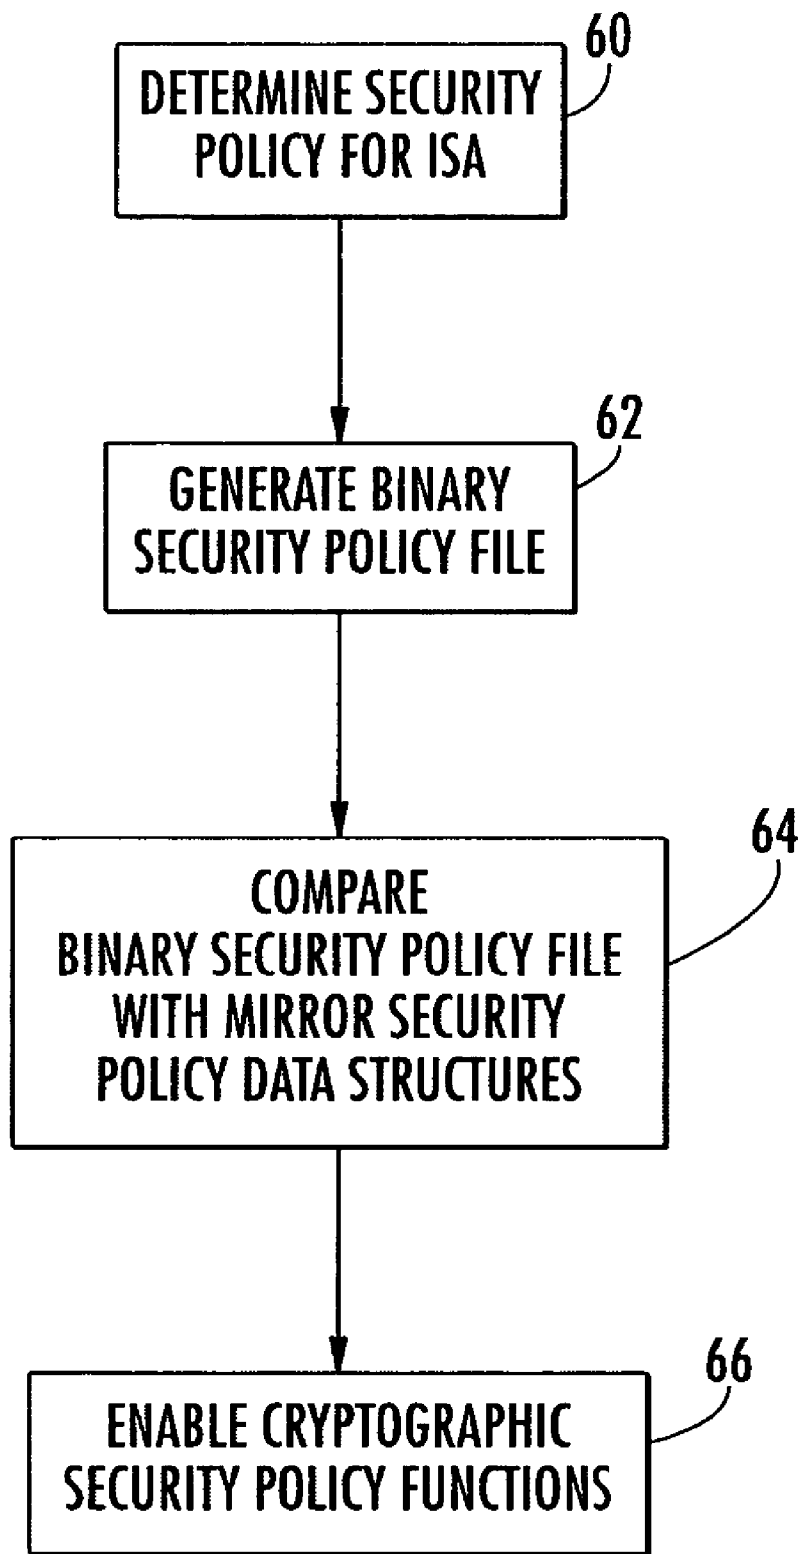 60
DETERMINE SECURITY
POLICY FOR ISA
62
GENERATE BINARY
SECURITY POLICY FILE
64
COMPARE
BINARY SECURITY POLICY FILE
WITH MIRROR SECURITY
POLICY DATA STRUCTURES
66
ENABLE CRYPTOGRAPHIC
SECURITY POLICY FUNCTIONS